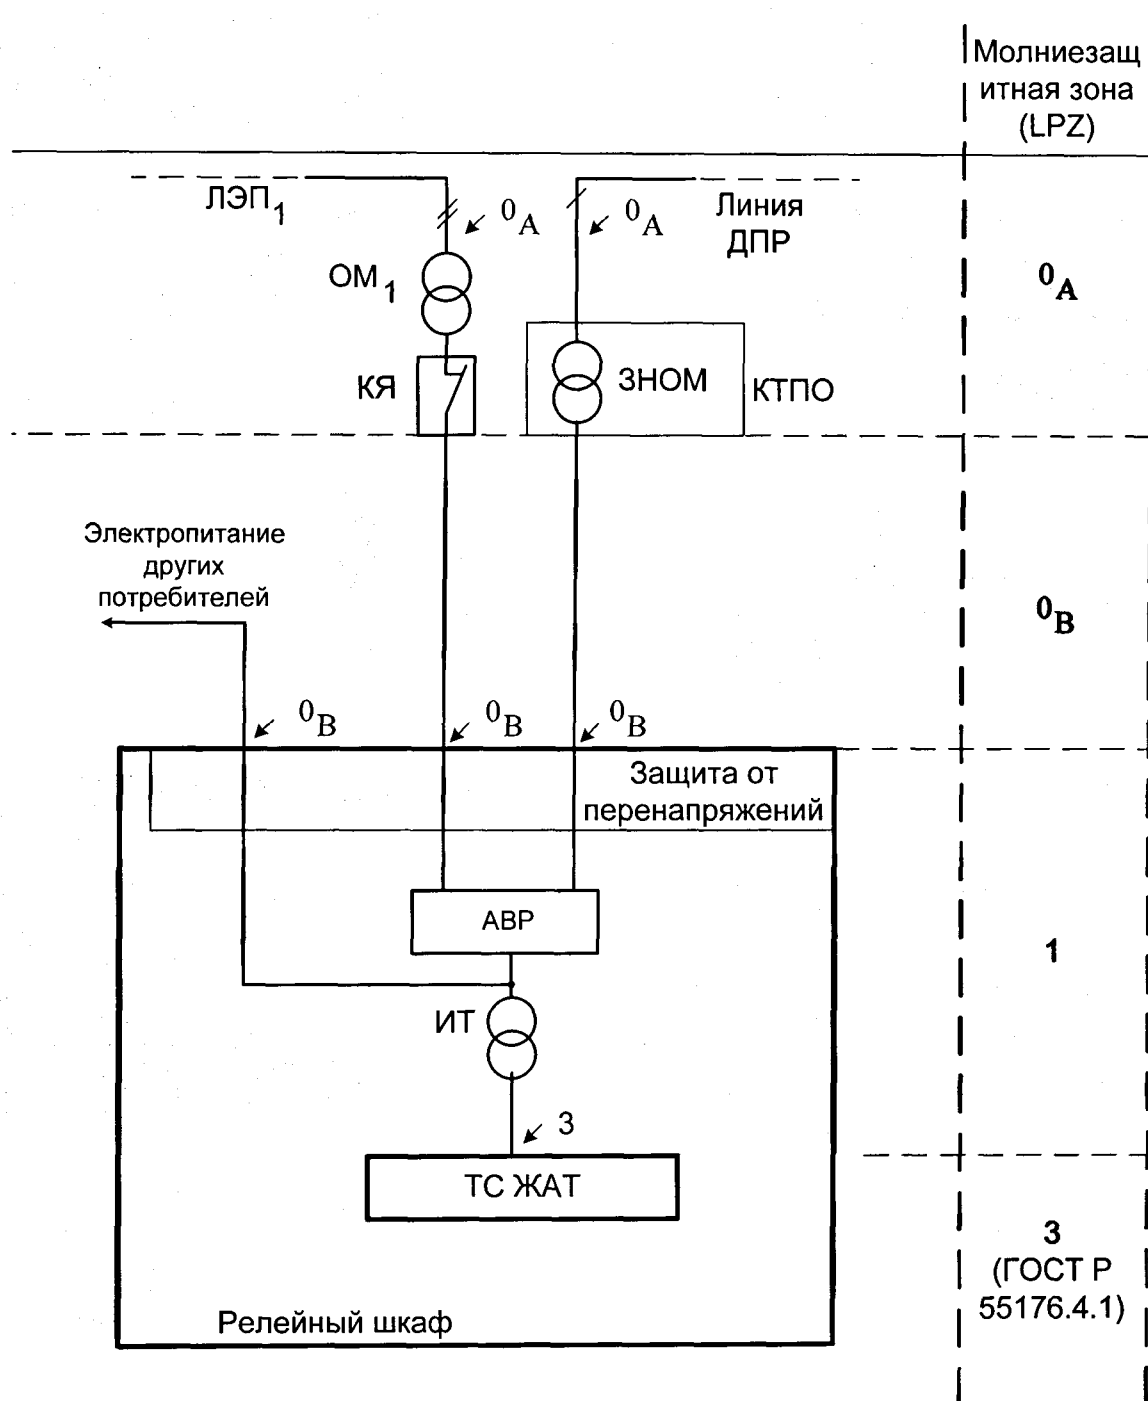 Молниезащ
итная зона
(LPZ)
ЛЭП1
0A
0A
Линия
ДПР
ОМ1
0A
КЯ
ЗНОМ
КТПО
Электропитание
других
потребителей
0B
0B
0B
0B
Защита от
перенапряжений
АВР
1
ИТ
3
ТС ЖАТ
3
(ГОСТ Р
55176.4.1)
Релейный шкаф